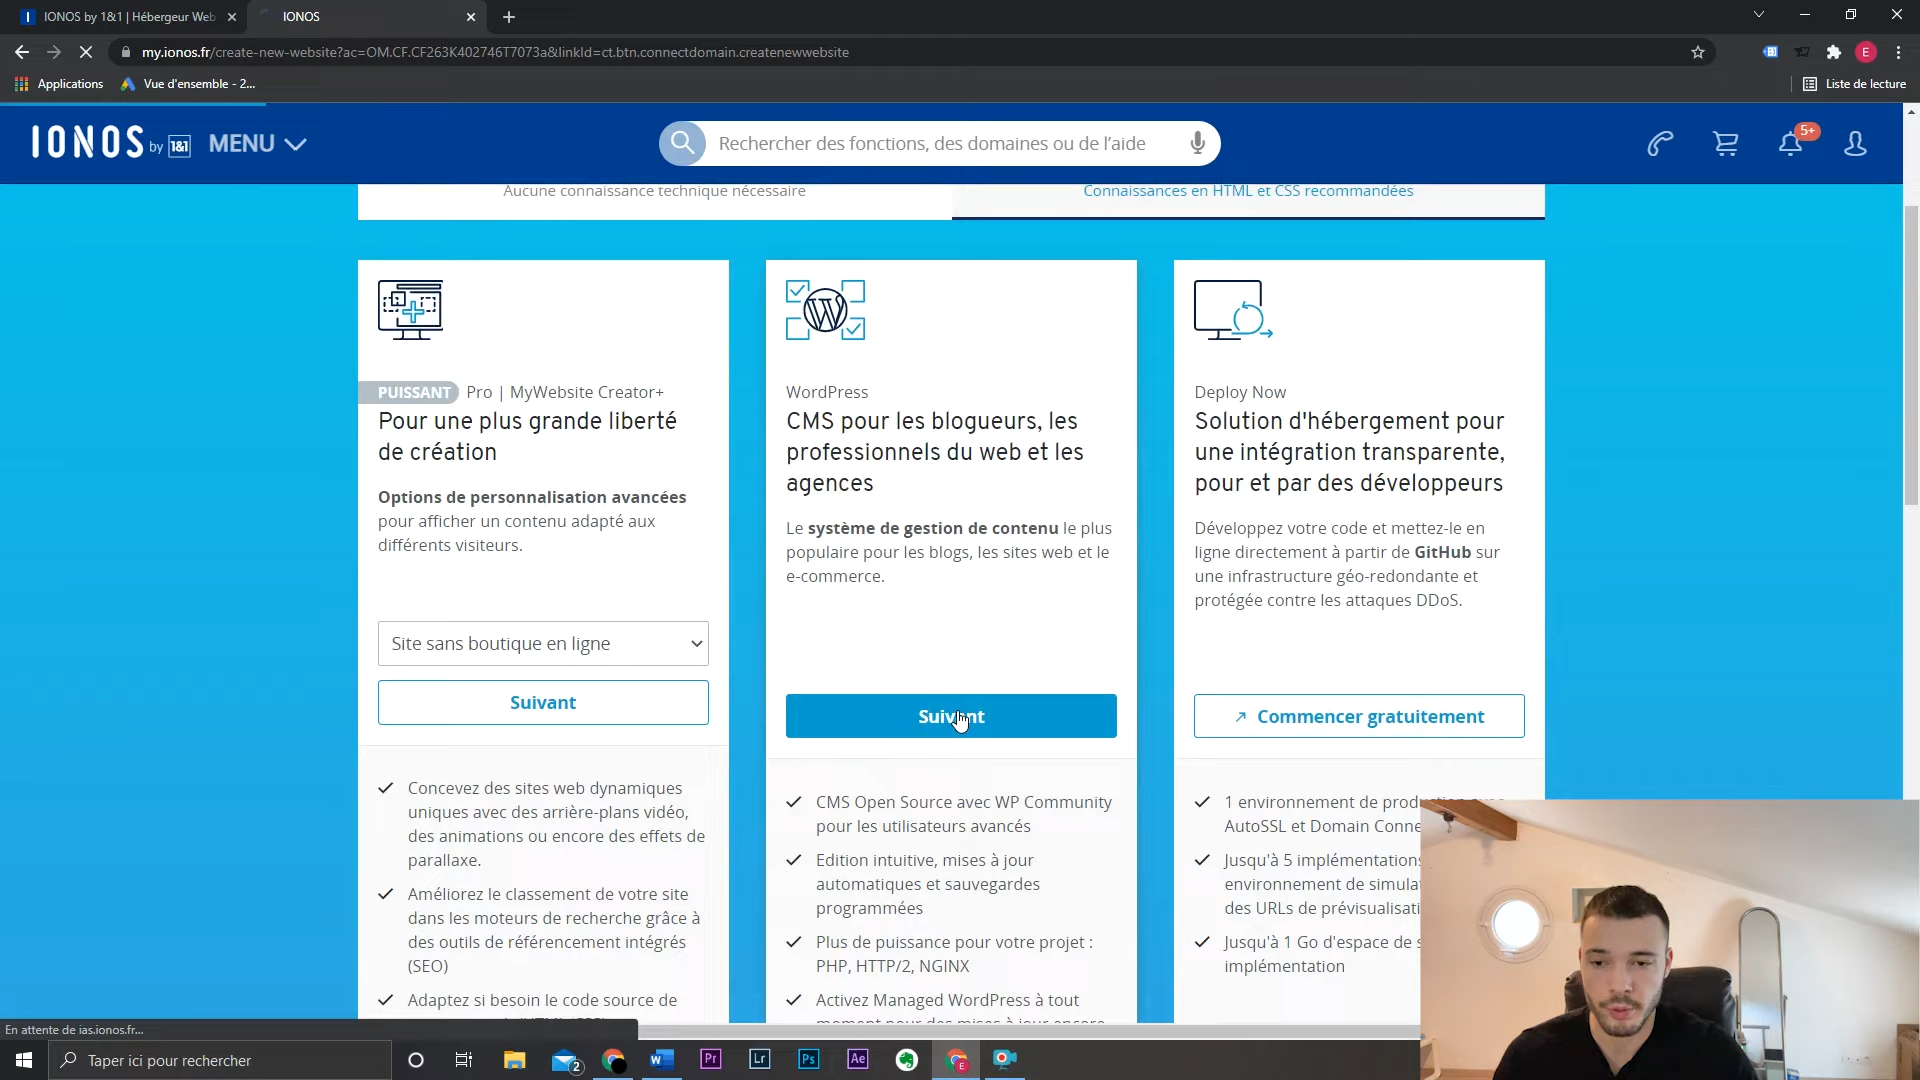 IONOS by 1&1 | Hébergeur Web
IONOS
my.ionos.fr/create-new-website?ac=OM.CF.CF263K402746T7073a&linkId=ct.btn.connectdomain.createnewwebsite
E
Applications
Vue d'ensemble - 2...
Liste de lecture
IONOS by 1&1
MENU
Rechercher des fonctions, des domaines ou de l'aide
5+
Aucune connaissance technique nécessaire
Connaissances en HTML et CSS recommandées
PUISSANT Pro | MyWebsite Creator+
Pour une plus grande liberté
de création
Options de personnalisation avancées
pour afficher un contenu adapté aux
différents visiteurs.
Site sans boutique en ligne
Suivant
Concevez des sites web dynamiques
uniques avec des arrière-plans vidéo,
des animations ou encore des effets de
parallaxe.
Améliorez le classement de votre site
dans les moteurs de recherche grâce à
des outils de référencement intégrés
(SEO)
Adaptez si besoin le code source de
WordPress
CMS pour les blogueurs, les
professionnels du web et les
agences
Le système de gestion de contenu le plus
populaire pour les blogs, les sites web et le
e-commerce.
Suivant
CMS Open Source avec WP Community
pour les utilisateurs avancés
Edition intuitive, mises à jour
automatiques et sauvegardes
programmées
Plus de puissance pour votre projet :
PHP, HTTP/2, NGINX
Activez Managed WordPress à tout
Deploy Now
Solution d'hébergement pour
une intégration transparente,
pour et par des développeurs
Développez votre code et mettez-le en
ligne directement à partir de GitHub sur
une infrastructure géo-redondante et
protégée contre les attaques DDoS.
Commencer gratuitement
1 environnement de prod
AutoSSL et Domain Conne
Jusqu'à 5 implémentations
environnement de simula
des URLs de prévisualisati
Jusqu'à 1 Go d'espace de s
implémentation
En attente de ias.ionos.fr...
Taper ici pour rechercher
2
W
Pr
Lr
Ps
Ae
E